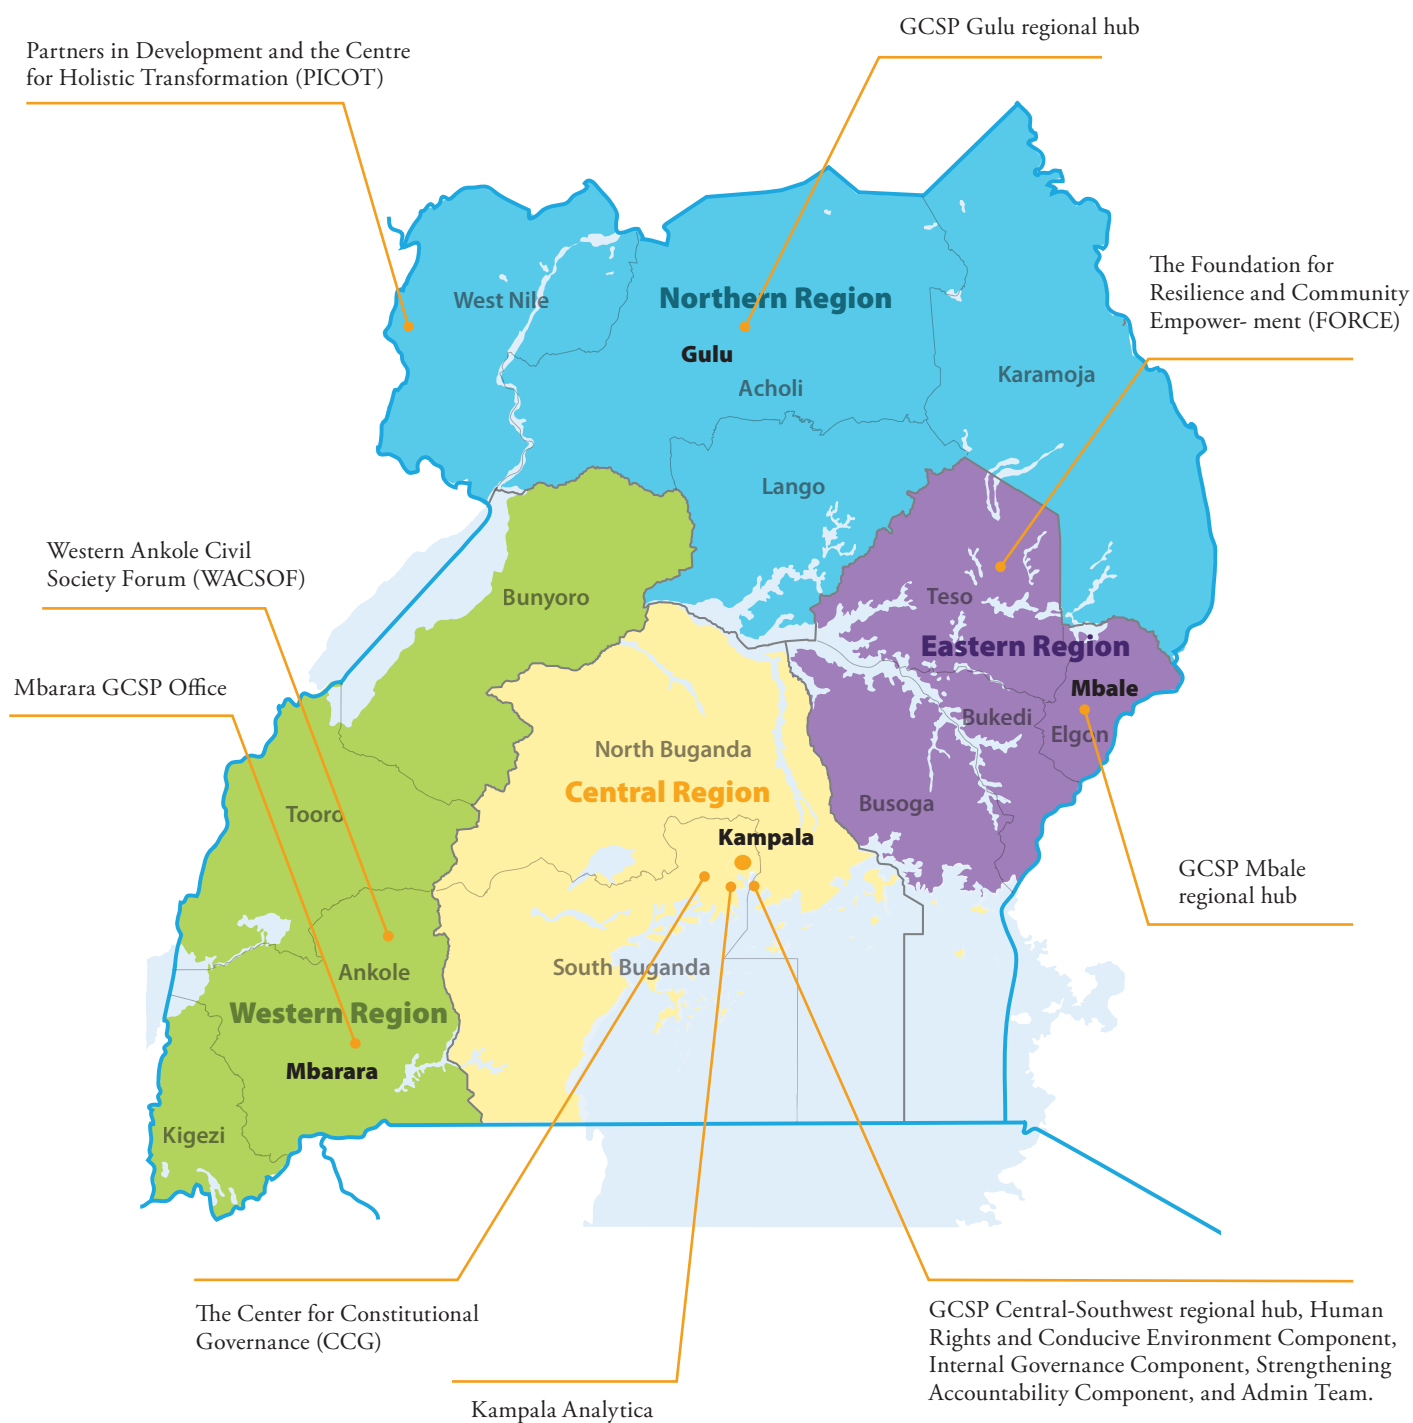 GCSP Gulu regional hub
Partners in Development and the Centre
for Holistic Transformation (PICOT)
The Foundation for
Resilience and Community
Empower- ment (FORCE)
West Nile
Northern Region
Gulu
Acholi
Karamoja
Lango
Western Ankole Civil
Society Forum (WACSOF)
Bunyoro
Teso
Eastern Region
Mbarara GCSP Office
Mbale
Bukedi
Elgon
North Buganda
Central Region
Tooro
Busoga
Kampala
GCSP Mbale
regional hub
Ankole
South Buganda
Western Region
Mbarara
Kigezi
The Center for Constitutional
Governance (CCG)
GCSP Central-Southwest regional hub, Human
Rights and Conducive Environment Component,
Internal Governance Component, Strengthening
Accountability Component, and Admin Team.
Kampala Analytica